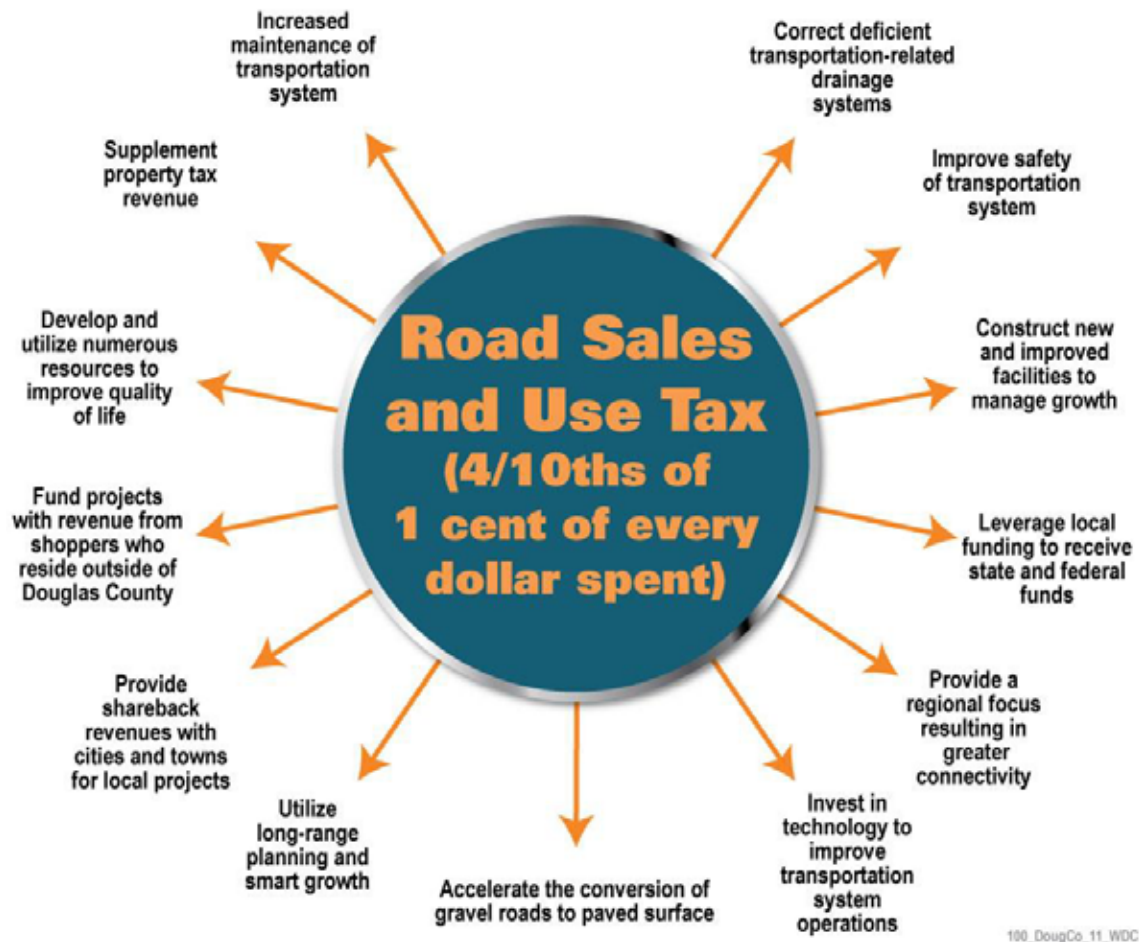 Increased
maintenance of
transportation
system
Correct deficient
transportation-related
drainage
systems
Supplement
property tax
revenue
Improve safety
of transportation
system
Develop and
utilize numerous
resources to
improve quality
of life
Road Sales
and Use Tax
(4/10ths of
1 cent of every
dollar spent)
Construct new
and improved
facilities to
manage growth
Fund projects
with revenue from
shoppers who
reside outside of
Douglas County
Leverage local
funding to receive
state and federal
funds
Provide
shareback
revenues with
cities and towns
for local projects
Provide a
regional focus
resulting in
greater
connectivity
Utilize
long-range
planning and
smart growth
Accelerate the conversion of
gravel roads to paved surface
Invest in
technology to
improve
transportation
system
operations
100_DougCo_11_WDC